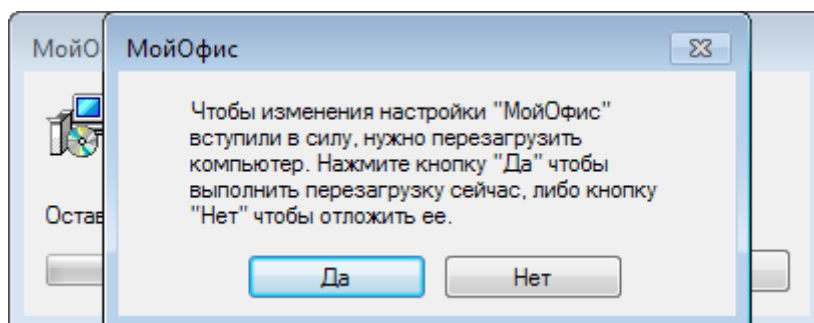 МойО
МойОфис
Чтобы изменения настройки "МойОфис"
вступили в силу, нужно перезагрузить
компьютер. Нажмите кнопку "Да" чтобы
выполнить перезагрузку сейчас, либо кнопку
"Нет" чтобы отложить ее.
Остав
Да
Нет